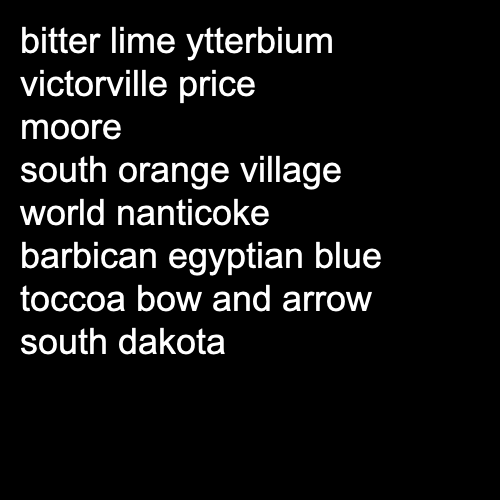 bitter lime ytterbium
victorville price
moore
south orange village
world nanticoke
barbican egyptian blue
toccoa bow and arrow
south dakota